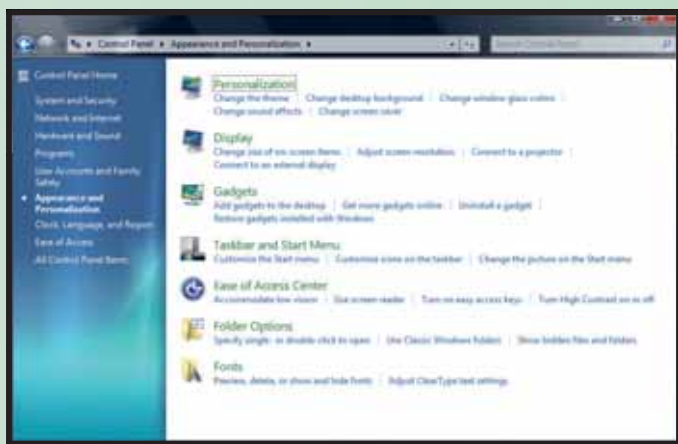 Control Panel ▸ Appearance and Personalization ▸
Search Control Panel
Control Panel Home
System and Security
Network and Internet
Hardware and Sound
Programs
User Accounts and Family
Safety
Appearance and
Personalization
Clock, Language, and Region
Ease of Access
All Control Panel Items
Personalization
Change the theme | Change desktop background | Change window glass colors
Change sound effects | Change screen saver
Display
Change size of on-screen items | Adjust screen resolution | Connect to a projector
Connect to an external display
Gadgets
Add gadgets to the desktop | Get more gadgets online | Uninstall a gadget
Restore gadgets installed with Windows
Taskbar and Start Menu
Customize the Start menu | Customize icons on the taskbar | Change the picture on the Start menu
Ease of Access Center
Accommodate low vision | Use screen reader | Turn on easy access keys | Turn High Contrast on or off
Folder Options
Specify single- or double-click to open | Use Classic Windows folders | Show hidden files and folders
Fonts
Preview, delete, or show and hide fonts | Adjust ClearType text settings